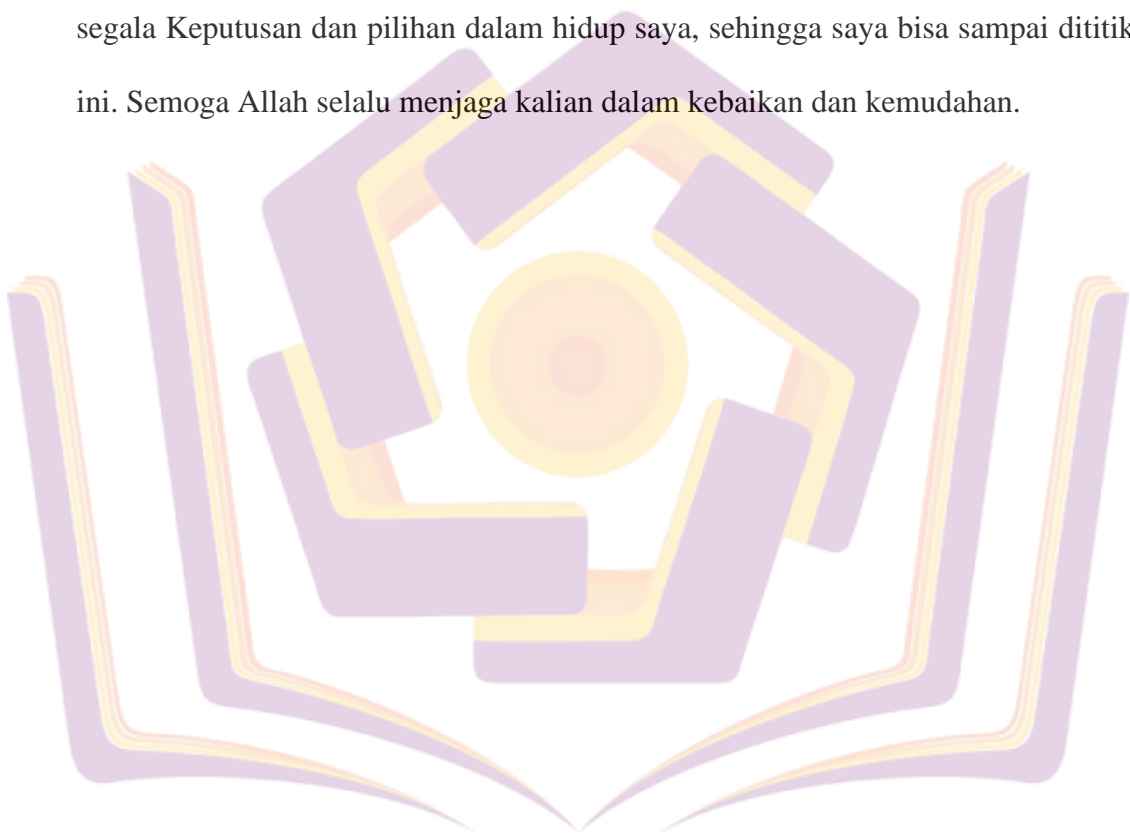 segala Keputusan dan pilihan dalam hidup saya, sehingga saya bisa sampai dititik
ini. Semoga Allah selalu menjaga kalian dalam kebaikan dan kemudahan.